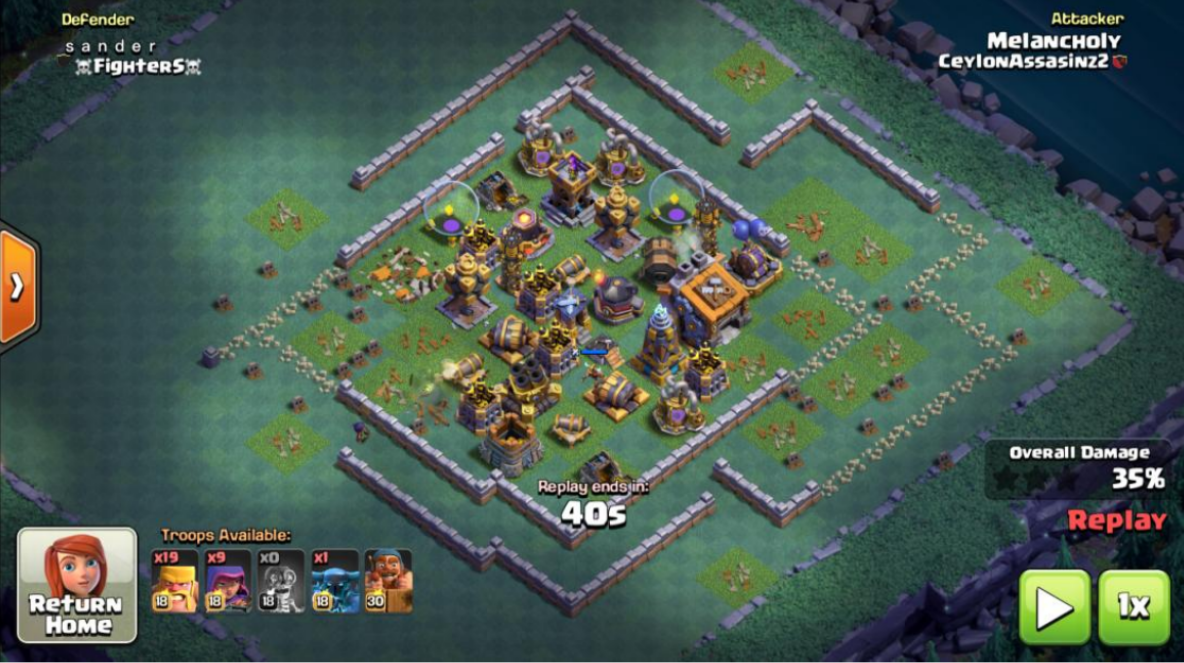 Defender
sander
☠FighterS☠
Attacker
Melancholy
CeylonAssasinz2
Overall Damage
35%
Replay
Replay ends in:
40s
Troops Available:
x19
x9
x0
x1
18
18
18
18
30
Return
Home
1x